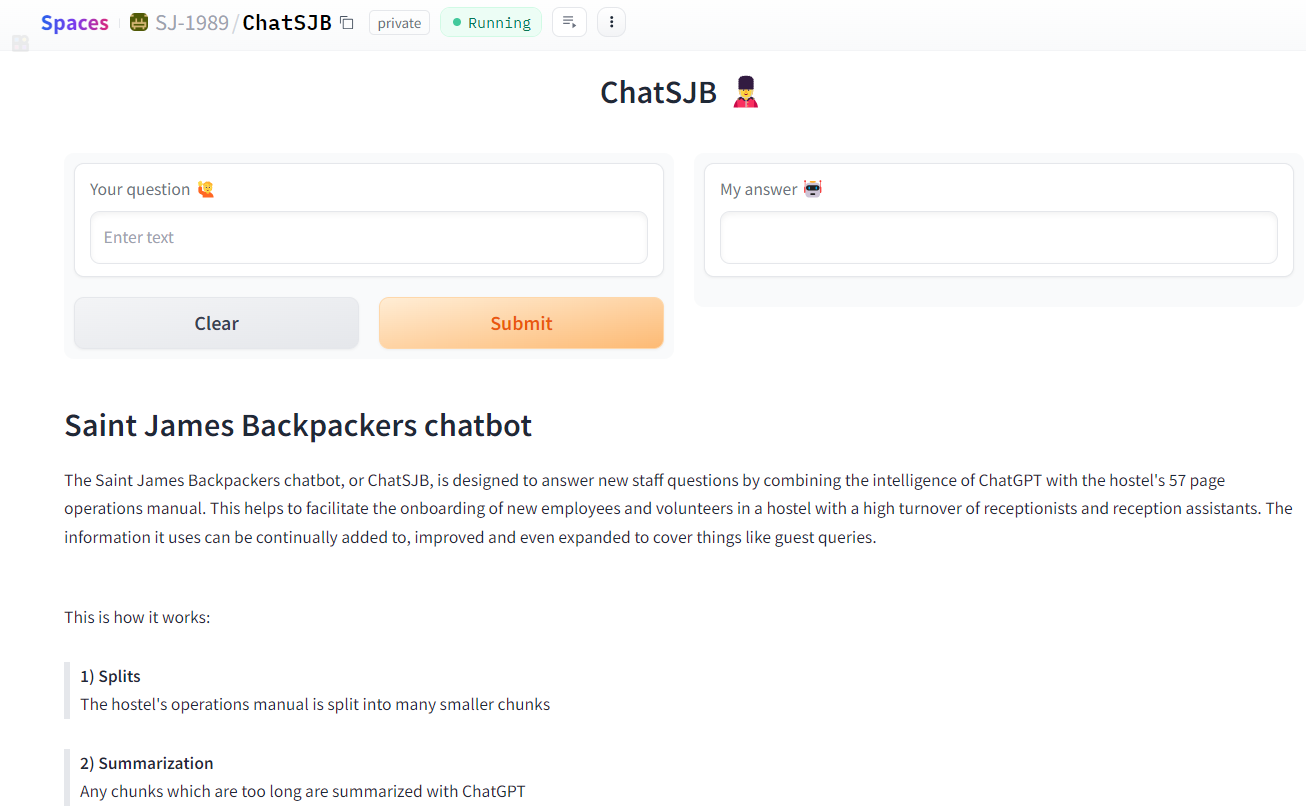 Spaces SJ-1989/ChatSJB private Running
ChatSJB
Your question
Enter text
My answer
Clear
Submit
Saint James Backpackers chatbot
The Saint James Backpackers chatbot, or ChatSJB, is designed to answer new staff questions by combining the intelligence of ChatGPT with the hostel's 57 page
operations manual. This helps to facilitate the onboarding of new employees and volunteers in a hostel with a high turnover of receptionists and reception assistants. The
information it uses can be continually added to, improved and even expanded to cover things like guest queries.
This is how it works:
1) Splits
The hostel's operations manual is split into many smaller chunks
2) Summarization
Any chunks which are too long are summarized with ChatGPT